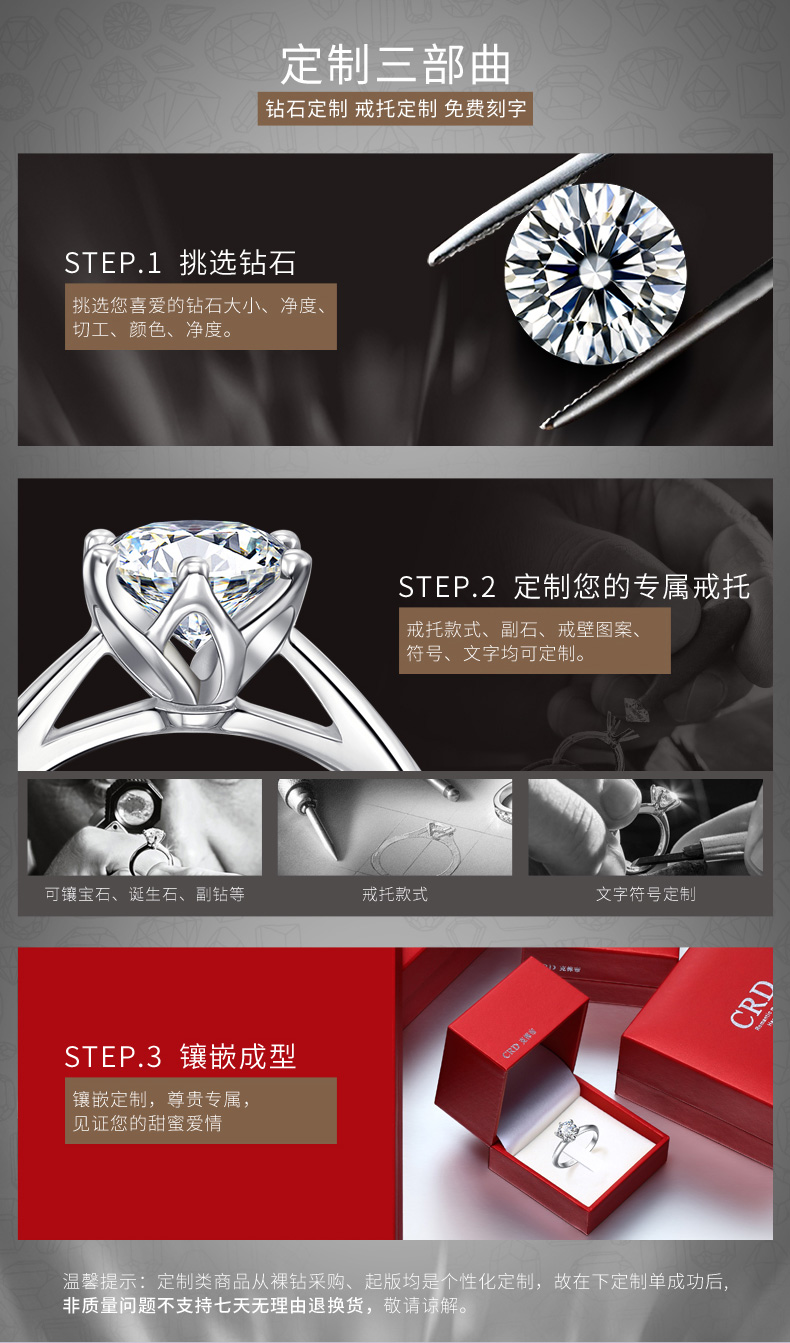 定制三部曲
钻石定制 戒托定制 免费刻字
STEP.1 挑选钻石
挑选您喜爱的钻石大小、净度、
切工、颜色、净度。
STEP.2 定制您的专属戒托
戒托款式、副石、戒壁图案、
符号、文字均可定制。
可镶宝石、诞生石、副钻等
戒托款式
文字符号定制
STEP.3 镶嵌成型
镶嵌定制，尊贵专属，
见证您的甜蜜爱情
CRD 克徕帝
CRD
温馨提示：定制类商品从裸钻采购、起版均是个性化定制，故在下定制单成功后，
非质量问题不支持七天无理由退换货，敬请谅解。